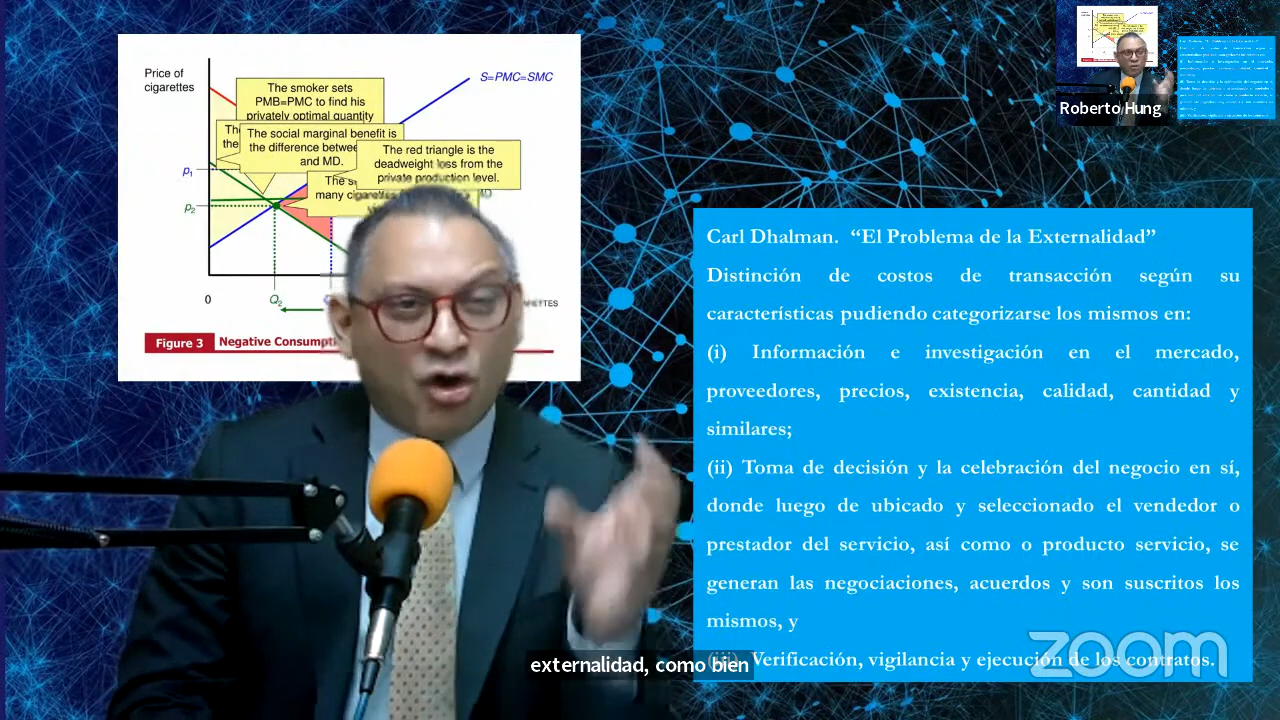 Price of
cigarettes
S=PMC=SMC
The smoker sets
PMB=PMC to find his
privately optimal quantity
The social marginal benefit is
the difference betwee
and MD.
The red triangle is the
deadweight loss from the
private production level.
many cig
p1
p2
0
Q2
Figure 3 Negative Consumpt
Roberto Hung
Carl Dhalman. “El Problema de la Externalidad”
Distinción de costos de transacción según su
características pudiendo categorizarse los mismos en:
(i) Información e investigación en el mercado,
proveedores, precios, existencia, calidad, cantidad y
similares;
(ii) Toma de decisión y la celebración del negocio en sí,
donde luego de ubicado y seleccionado el vendedor o
prestador del servicio, así como o producto servicio, se
generan las negociaciones, acuerdos y son suscritos los
mismos, y
(iii) Verificación, vigilancia y ejecución de los contratos.
zoom
externalidad, como bien